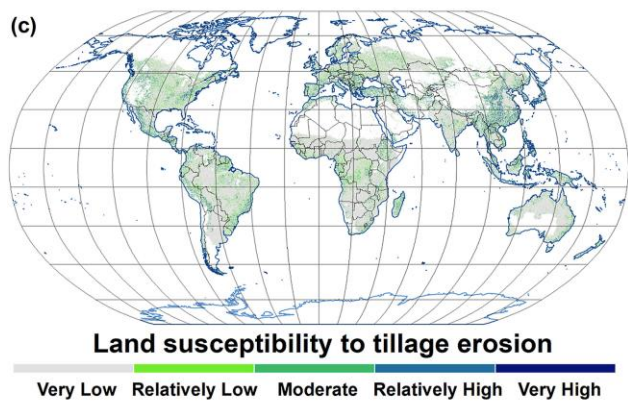 (c)
Land susceptibility to tillage erosion
Very Low Relatively Low Moderate Relatively High Very High